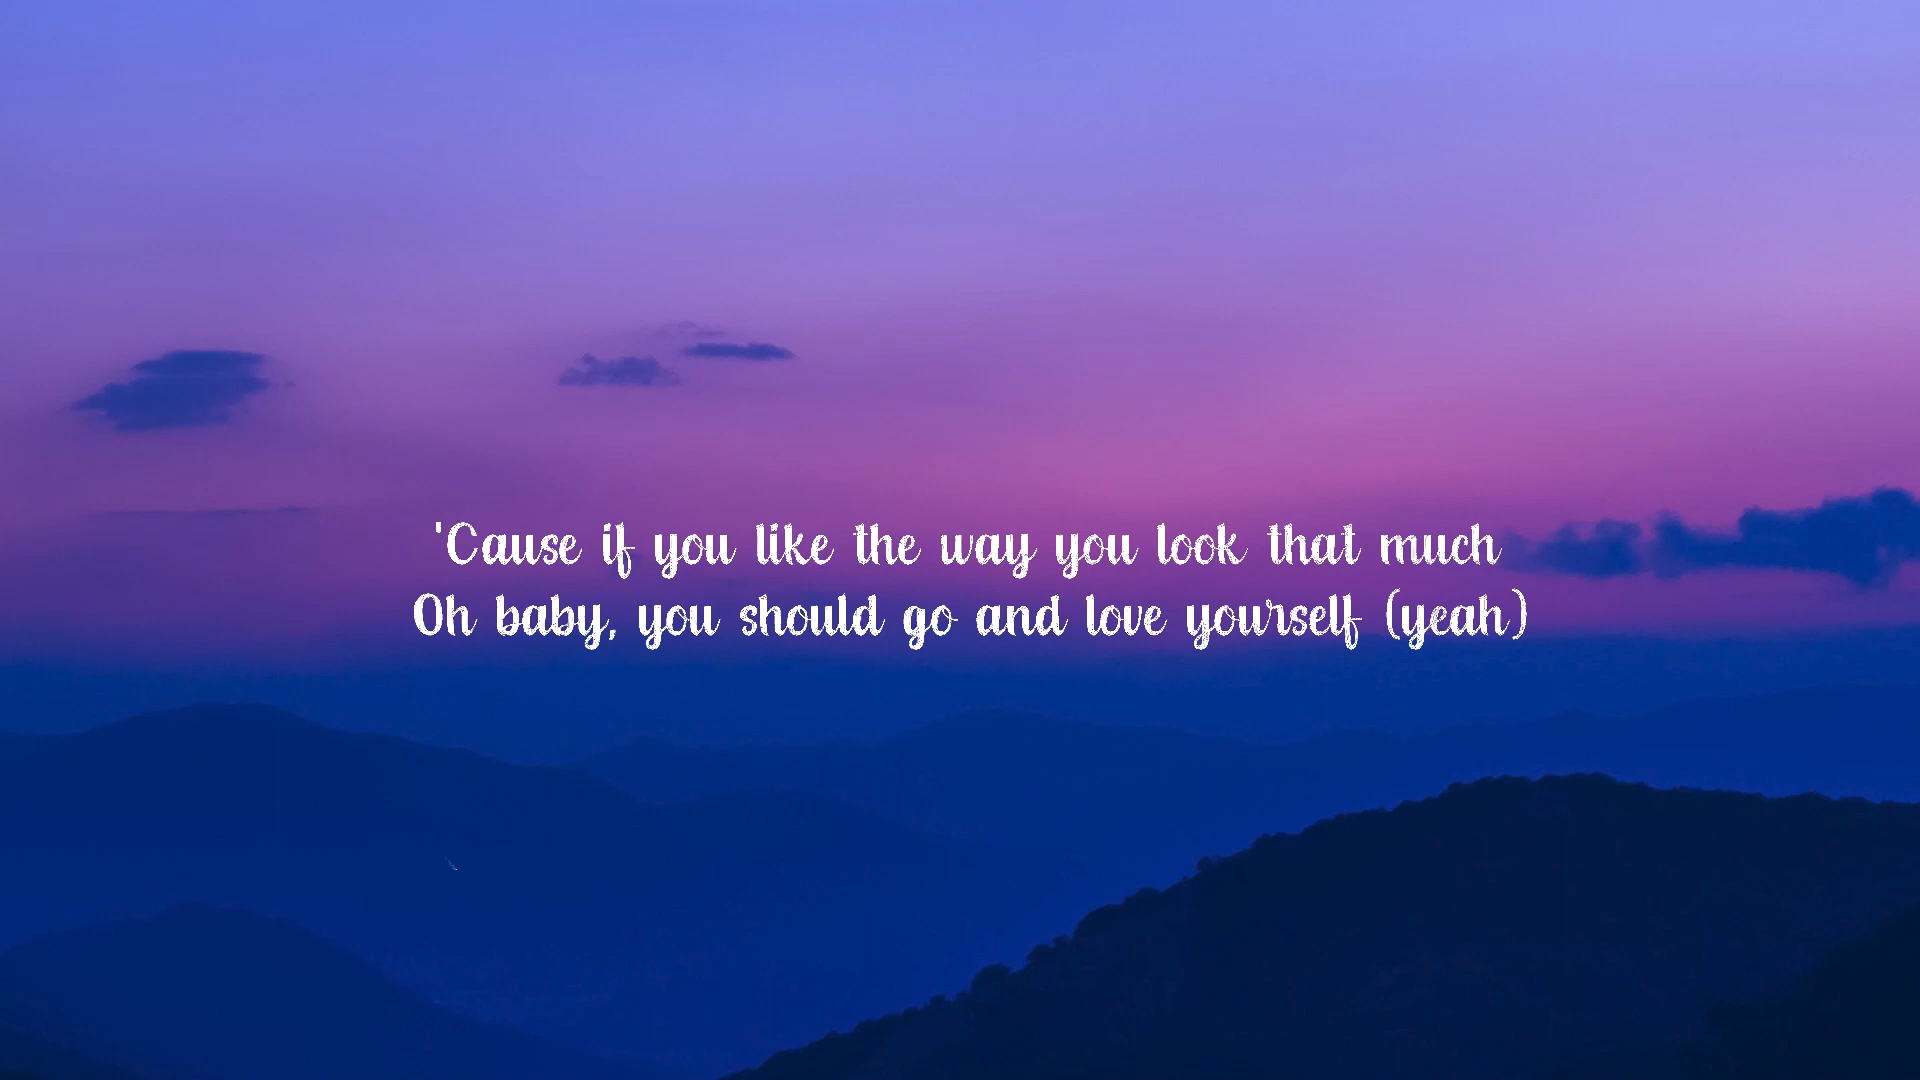 'Cause if you like the way you look that much
Oh baby, you should go and love yourself (yeah)